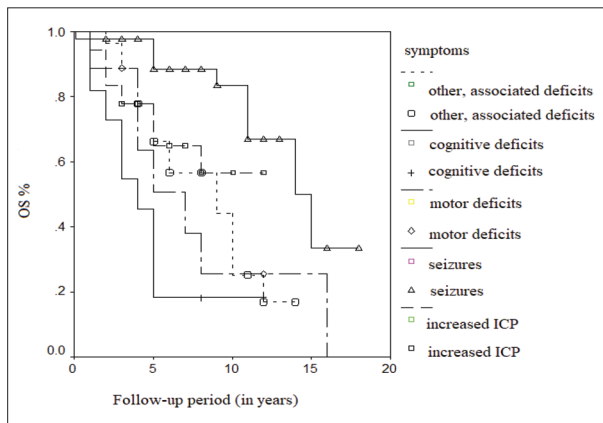 1.0
.8
.6
.4
.2
0.0
OS %
0
5
10
15
20
Follow-up period (in years)
symptoms
other, associated deficits
other, associated deficits
cognitive deficits
cognitive deficits
motor deficits
motor deficits
seizures
seizures
increased ICP
increased ICP